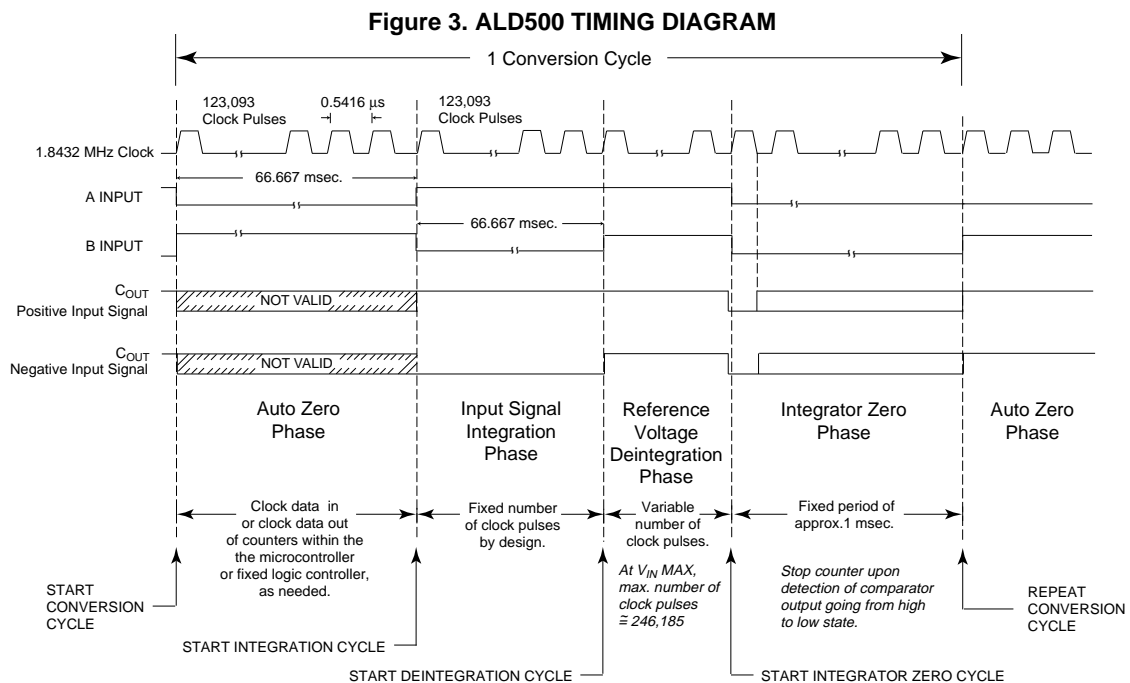 Figure 3. ALD500 TIMING DIAGRAM
1 Conversion Cycle
123,093
Clock Pulses
0.5416 µs
123,093
Clock Pulses
1.8432 MHz Clock
66.667 msec.
A INPUT
66.667 msec.
B INPUT
COUT
Positive Input Signal
NOT VALID
COUT
Negative Input Signal
NOT VALID
Auto Zero
Phase
Input Signal
Integration
Phase
Reference
Voltage
Deintegration
Phase
Integrator Zero
Phase
Auto Zero
Phase
Clock data in
or clock data out
of counters within the
the microcontroller
or fixed logic controller,
as needed.
Fixed number
of clock pulses
by design.
Variable
number of
clock pulses.
At VIN MAX,
max. number of
clock pulses
≅ 246,185
Fixed period of
approx.1 msec.
Stop counter upon
detection of comparator
output going from high
to low state.
START
CONVERSION
CYCLE
REPEAT
CONVERSION
CYCLE
START INTEGRATION CYCLE
START DEINTEGRATION CYCLE
START INTEGRATOR ZERO CYCLE